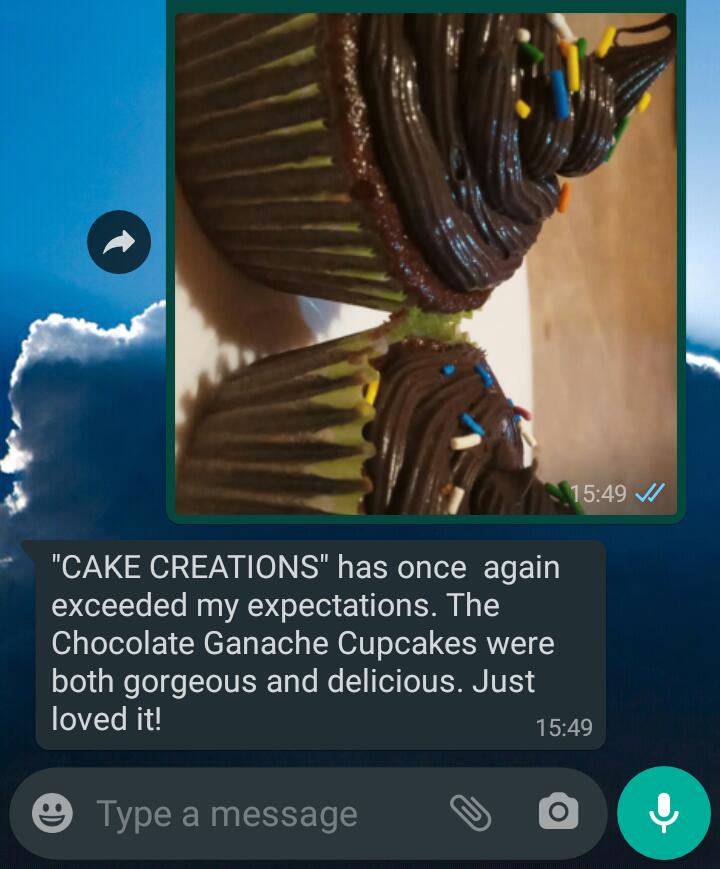 15:49
"CAKE CREATIONS" has once  again
exceeded my expectations. The
Chocolate Ganache Cupcakes were
both gorgeous and delicious. Just
loved it!
15:49
Type a message